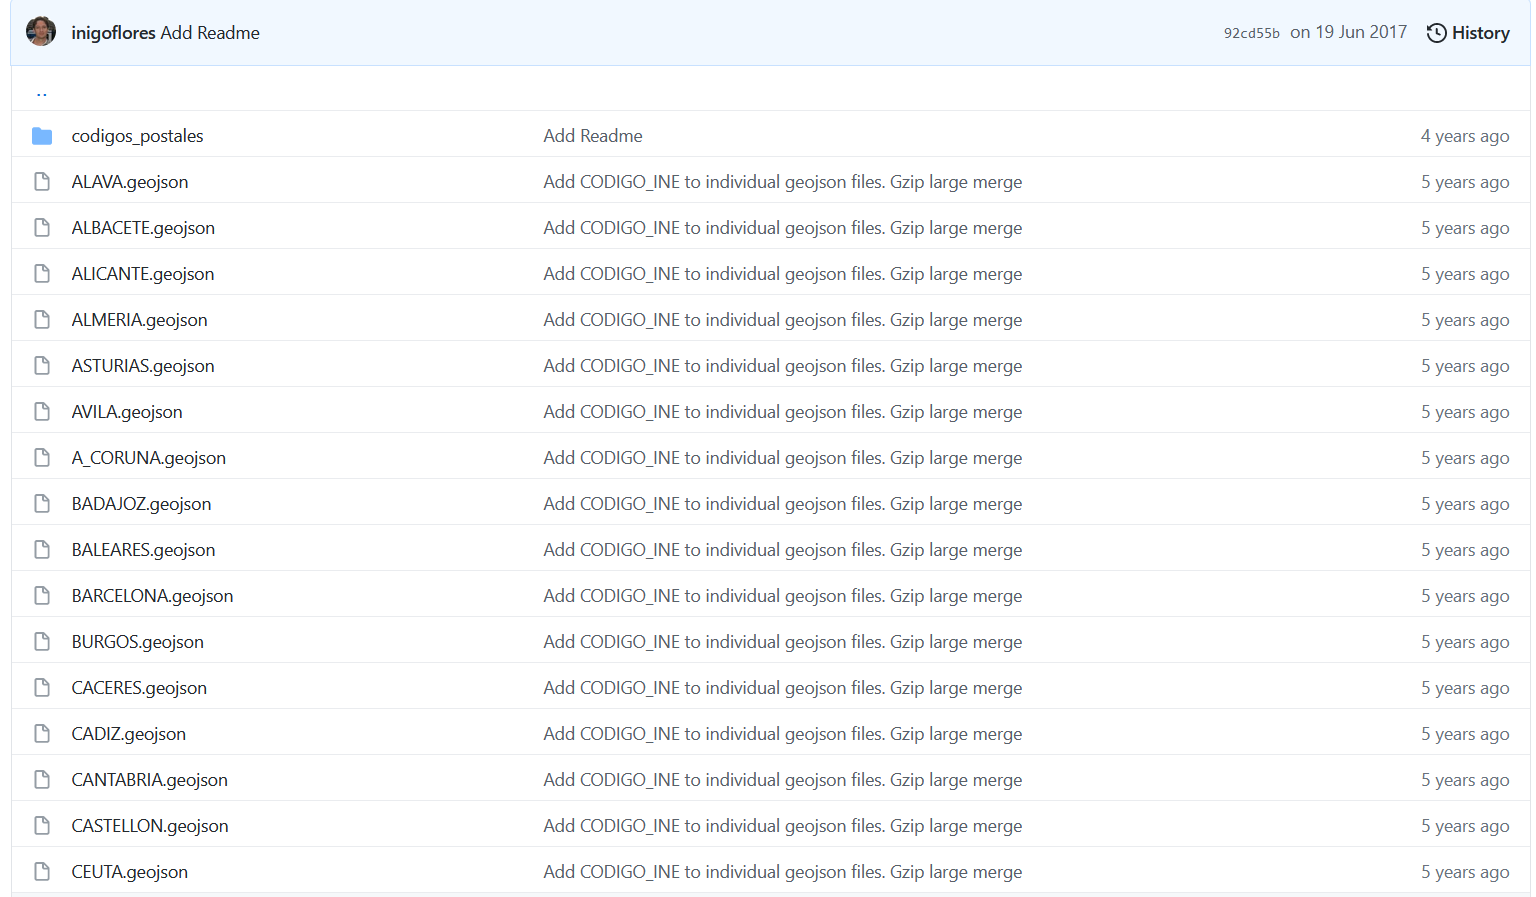 inigoflores Add Readme 92cd55b on 19 Jun 2017 History
..
codigos_postales Add Readme 4 years ago
ALAVA.geojson Add CODIGO_INE to individual geojson files. Gzip large merge 5 years ago
ALBACETE.geojson Add CODIGO_INE to individual geojson files. Gzip large merge 5 years ago
ALICANTE.geojson Add CODIGO_INE to individual geojson files. Gzip large merge 5 years ago
ALMERIA.geojson Add CODIGO_INE to individual geojson files. Gzip large merge 5 years ago
ASTURIAS.geojson Add CODIGO_INE to individual geojson files. Gzip large merge 5 years ago
AVILA.geojson Add CODIGO_INE to individual geojson files. Gzip large merge 5 years ago
A_CORUNA.geojson Add CODIGO_INE to individual geojson files. Gzip large merge 5 years ago
BADAJOZ.geojson Add CODIGO_INE to individual geojson files. Gzip large merge 5 years ago
BALEARES.geojson Add CODIGO_INE to individual geojson files. Gzip large merge 5 years ago
BARCELONA.geojson Add CODIGO_INE to individual geojson files. Gzip large merge 5 years ago
BURGOS.geojson Add CODIGO_INE to individual geojson files. Gzip large merge 5 years ago
CACERES.geojson Add CODIGO_INE to individual geojson files. Gzip large merge 5 years ago
CADIZ.geojson Add CODIGO_INE to individual geojson files. Gzip large merge 5 years ago
CANTABRIA.geojson Add CODIGO_INE to individual geojson files. Gzip large merge 5 years ago
CASTELLON.geojson Add CODIGO_INE to individual geojson files. Gzip large merge 5 years ago
CEUTA.geojson Add CODIGO_INE to individual geojson files. Gzip large merge 5 years ago